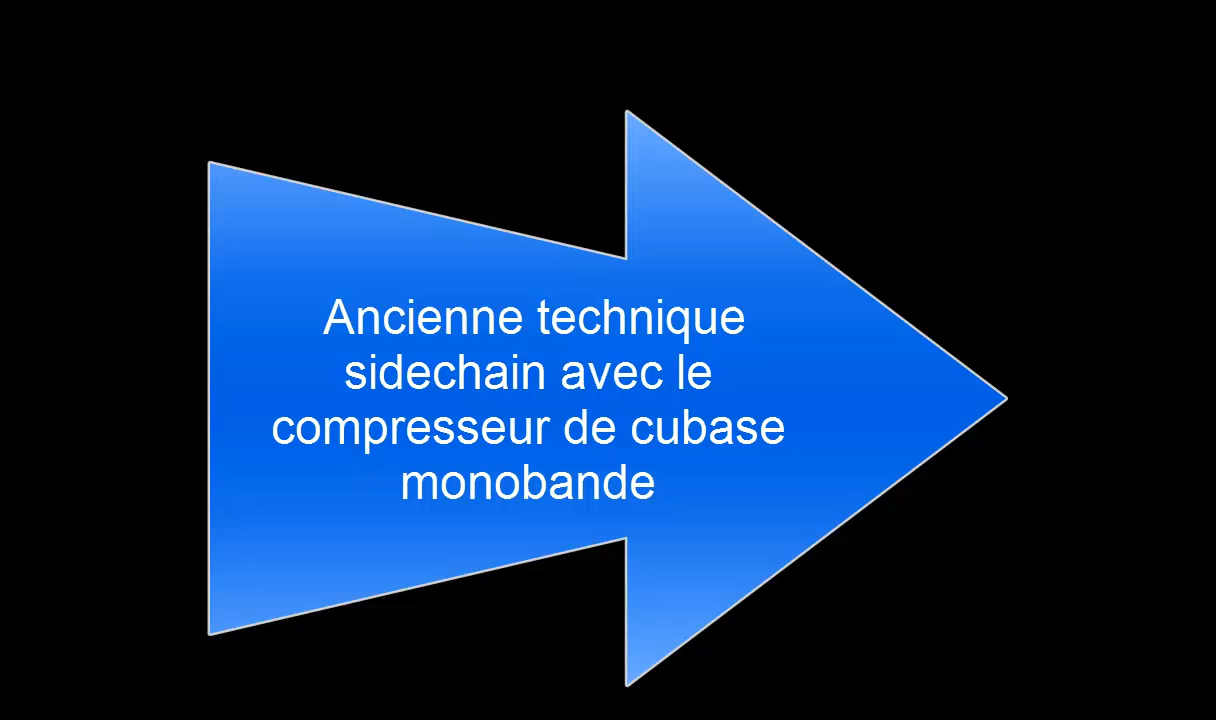 Ancienne technique
sidechain avec le
compresseur de cubase
monobande